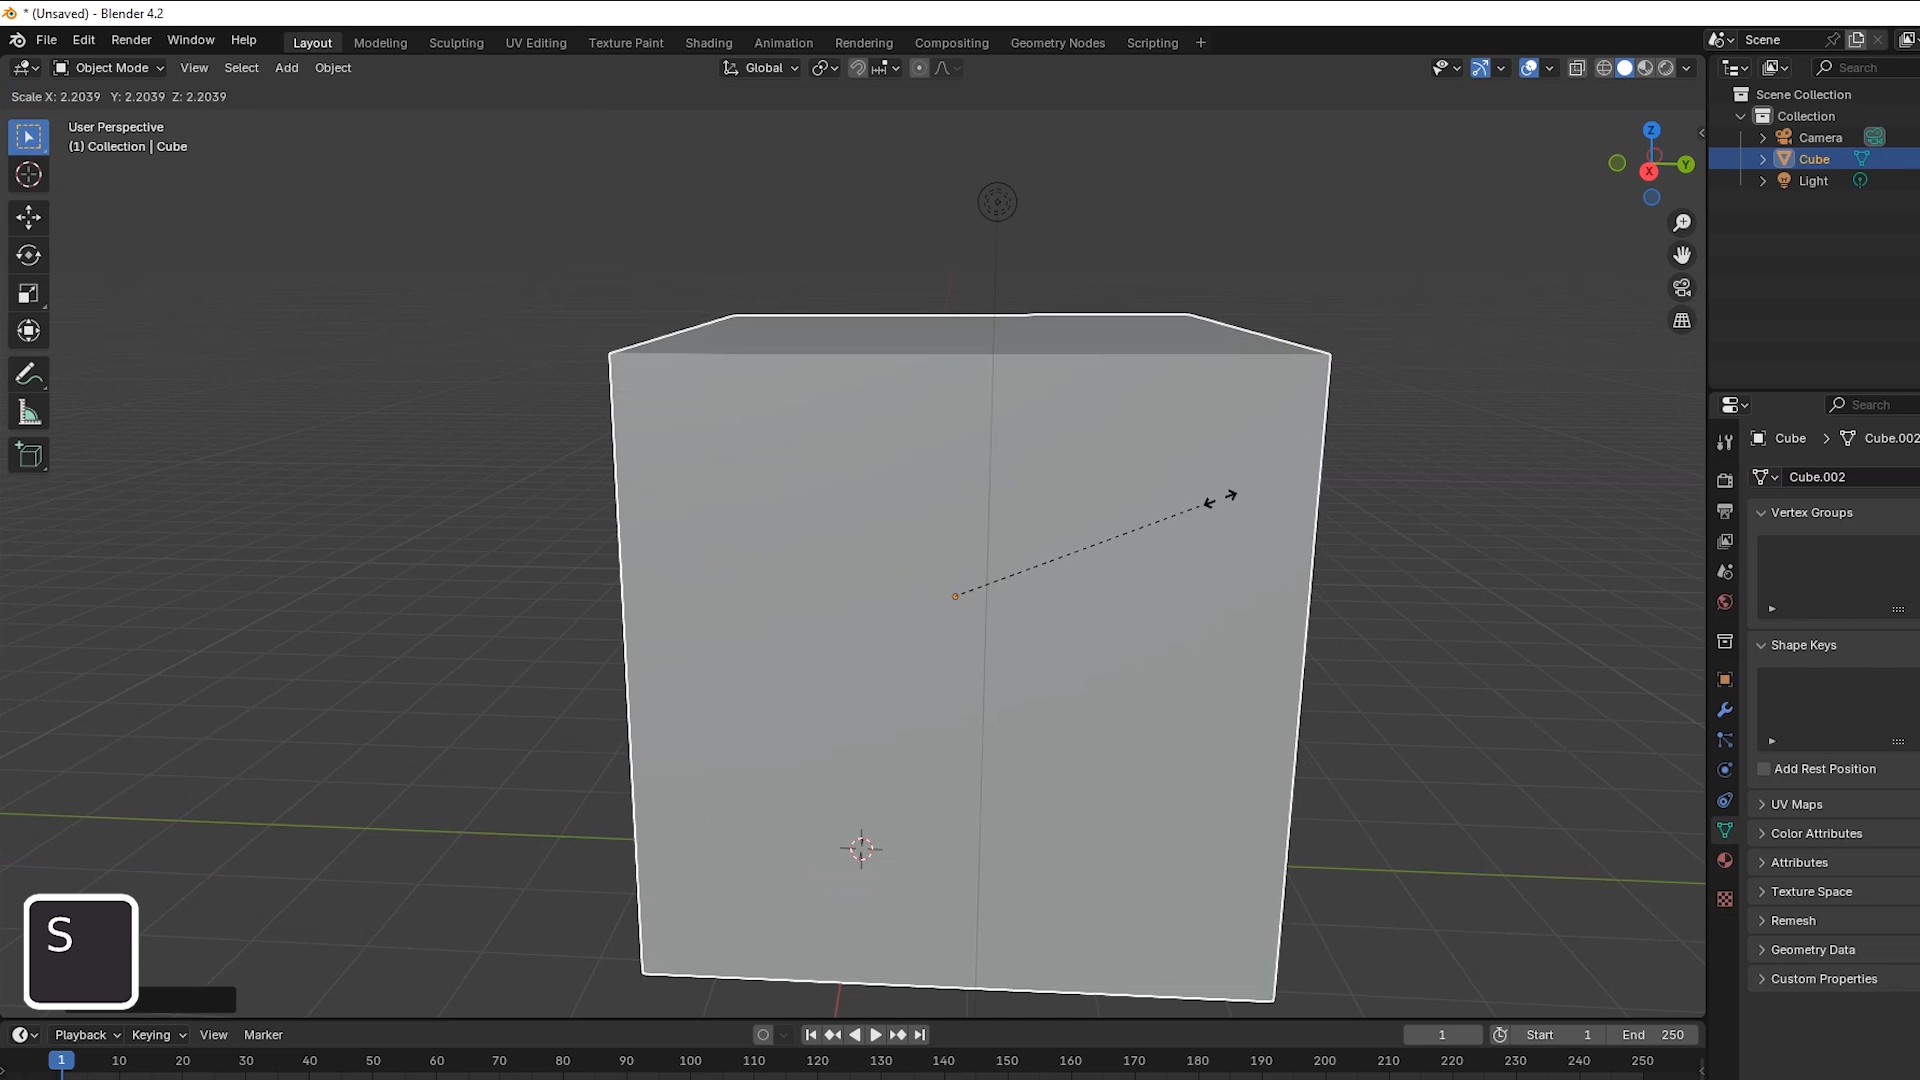 * (Unsaved) - Blender 4.2
File Edit Render Window Help Layout Modeling Sculpting UV Editing Texture Paint Shading Animation Rendering Compositing Geometry Nodes Scripting + Scene
Object Mode View Select Add Object Global Search
Scale X: 2.2039 Y: 2.2039 Z: 2.2039
Scene Collection
User Perspective
(1) Collection | Cube
Collection
Camera
Cube
Light
Z
Y
X
Search
Cube > Cube.002
Cube.002
Vertex Groups
Shape Keys
Add Rest Position
UV Maps
Color Attributes
Attributes
Texture Space
Remesh
Geometry Data
Custom Properties
S
Playback Keying View Marker 1 Start 1 End 250
1 10 20 30 40 50 60 70 80 90 100 110 120 130 140 150 160 170 180 190 200 210 220 230 240 250